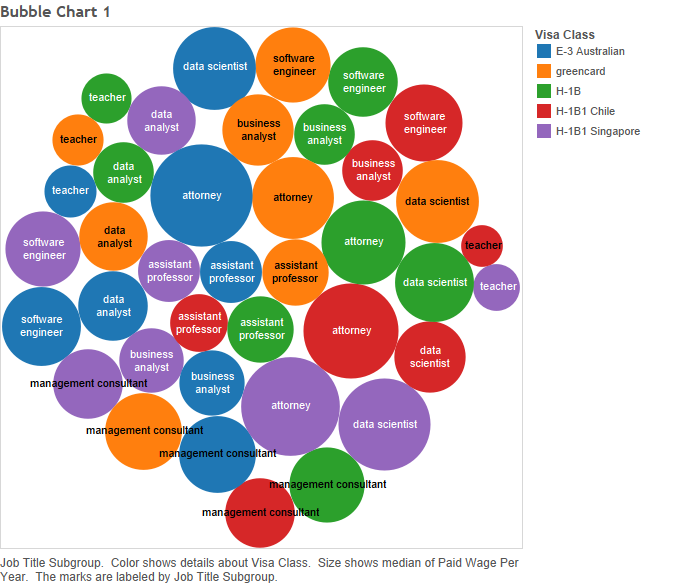 Bubble Chart 1
Visa Class
E-3 Australian
greencard
H-1B
H-1B1 Chile
H-1B1 Singapore
data scientist
software
engineer
software
engineer
teacher
data
analyst
business
analyst
business
analyst
software
engineer
teacher
data
analyst
business
analyst
teacher
attorney
attorney
data scientist
software
engineer
data
analyst
attorney
teacher
assistant
professor
assistant
professor
assistant
professor
data scientist
teacher
software
engineer
data
analyst
assistant
professor
assistant
professor
attorney
data
scientist
business
analyst
management consultant
business
analyst
attorney
data scientist
management consultant
management consultant
management consultant
management consultant
Job Title Subgroup.  Color shows details about Visa Class.  Size shows median of Paid Wage Per
Year.  The marks are labeled by Job Title Subgroup.